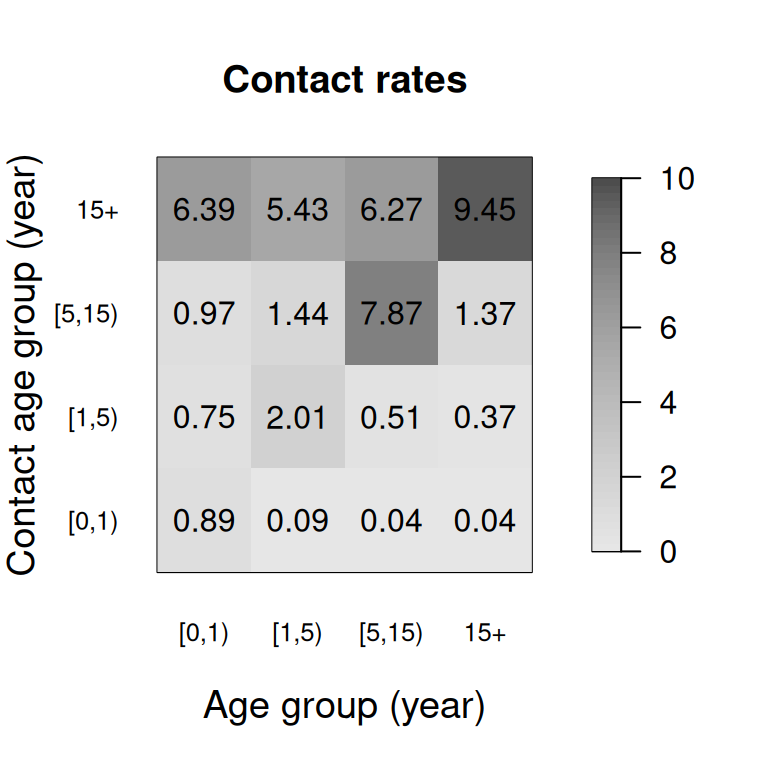 Contact rates
Contact age group (year)
15+
6.39 5.43 6.27 9.45
[5,15)
0.97 1.44 7.87 1.37
[1,5)
0.75 2.01 0.51 0.37
[0,1)
0.89 0.09 0.04 0.04
[0,1) [1,5) [5,15) 15+
Age group (year)
10
8
6
4
2
0